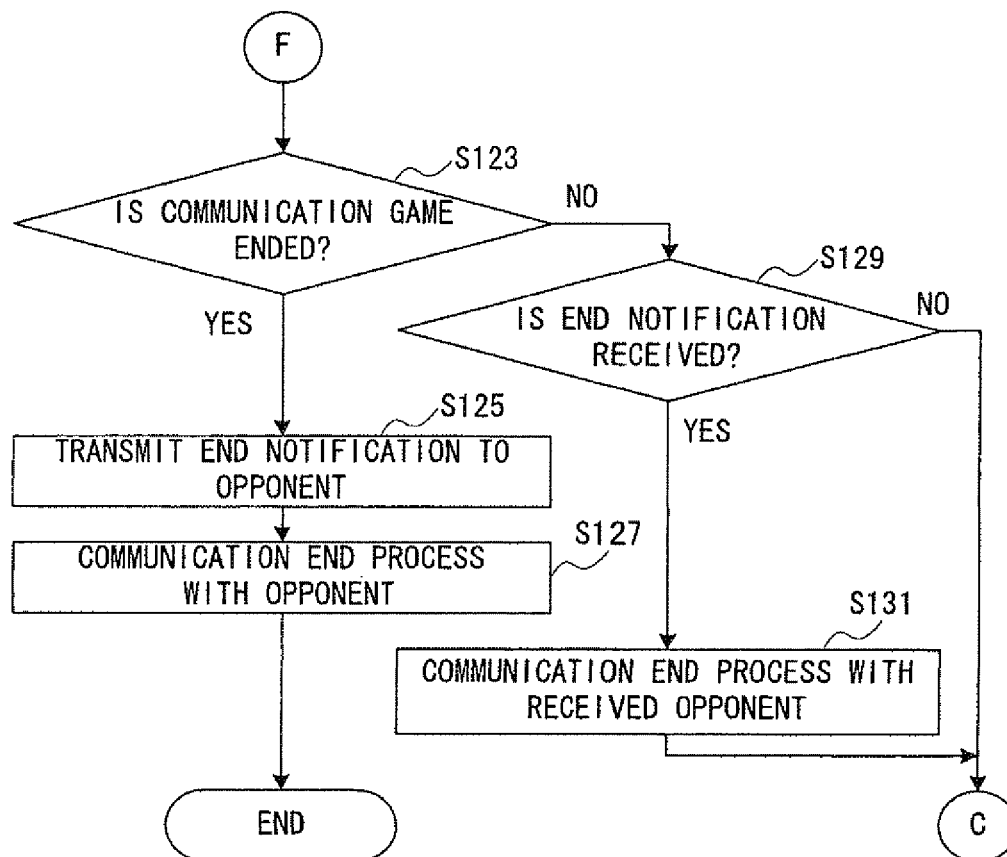 F
S123
IS COMMUNICATION GAME
ENDED?
NO
YES
S129
IS END NOTIFICATION
RECEIVED?
NO
YES
S125
TRANSMIT END NOTIFICATION TO
OPPONENT
S127
COMMUNICATION END PROCESS
WITH OPPONENT
S131
COMMUNICATION END PROCESS WITH
RECEIVED OPPONENT
END
C